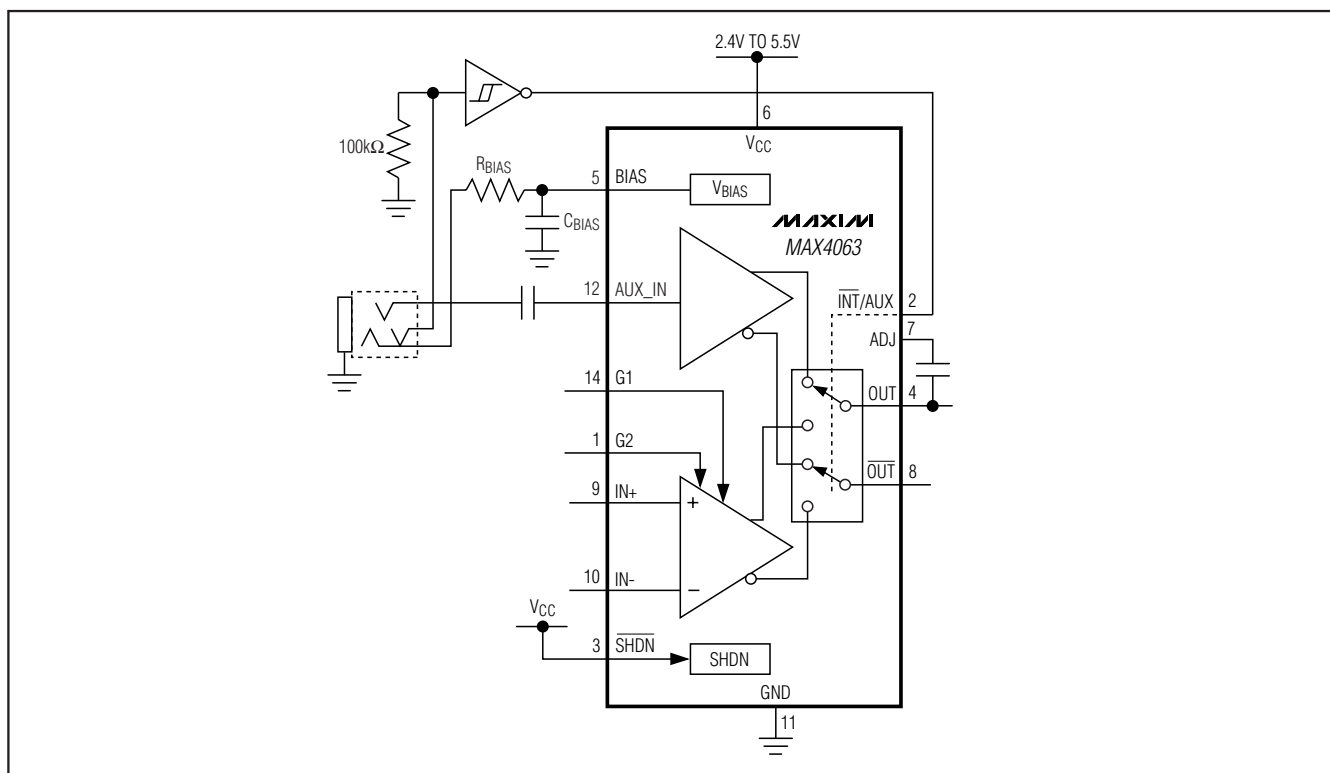 2.4V TO 5.5V
6
VCC
100kΩ
RBIAS
5
BIAS
VBIAS
CBIAS
MAXIM
MAX4063
12
AUX_IN
INT/AUX
2
7
ADJ
14
G1
OUT
4
1
G2
OUT
8
9
IN+
+
10
IN-
−
VCC
3
SHDN
SHDN
GND
11